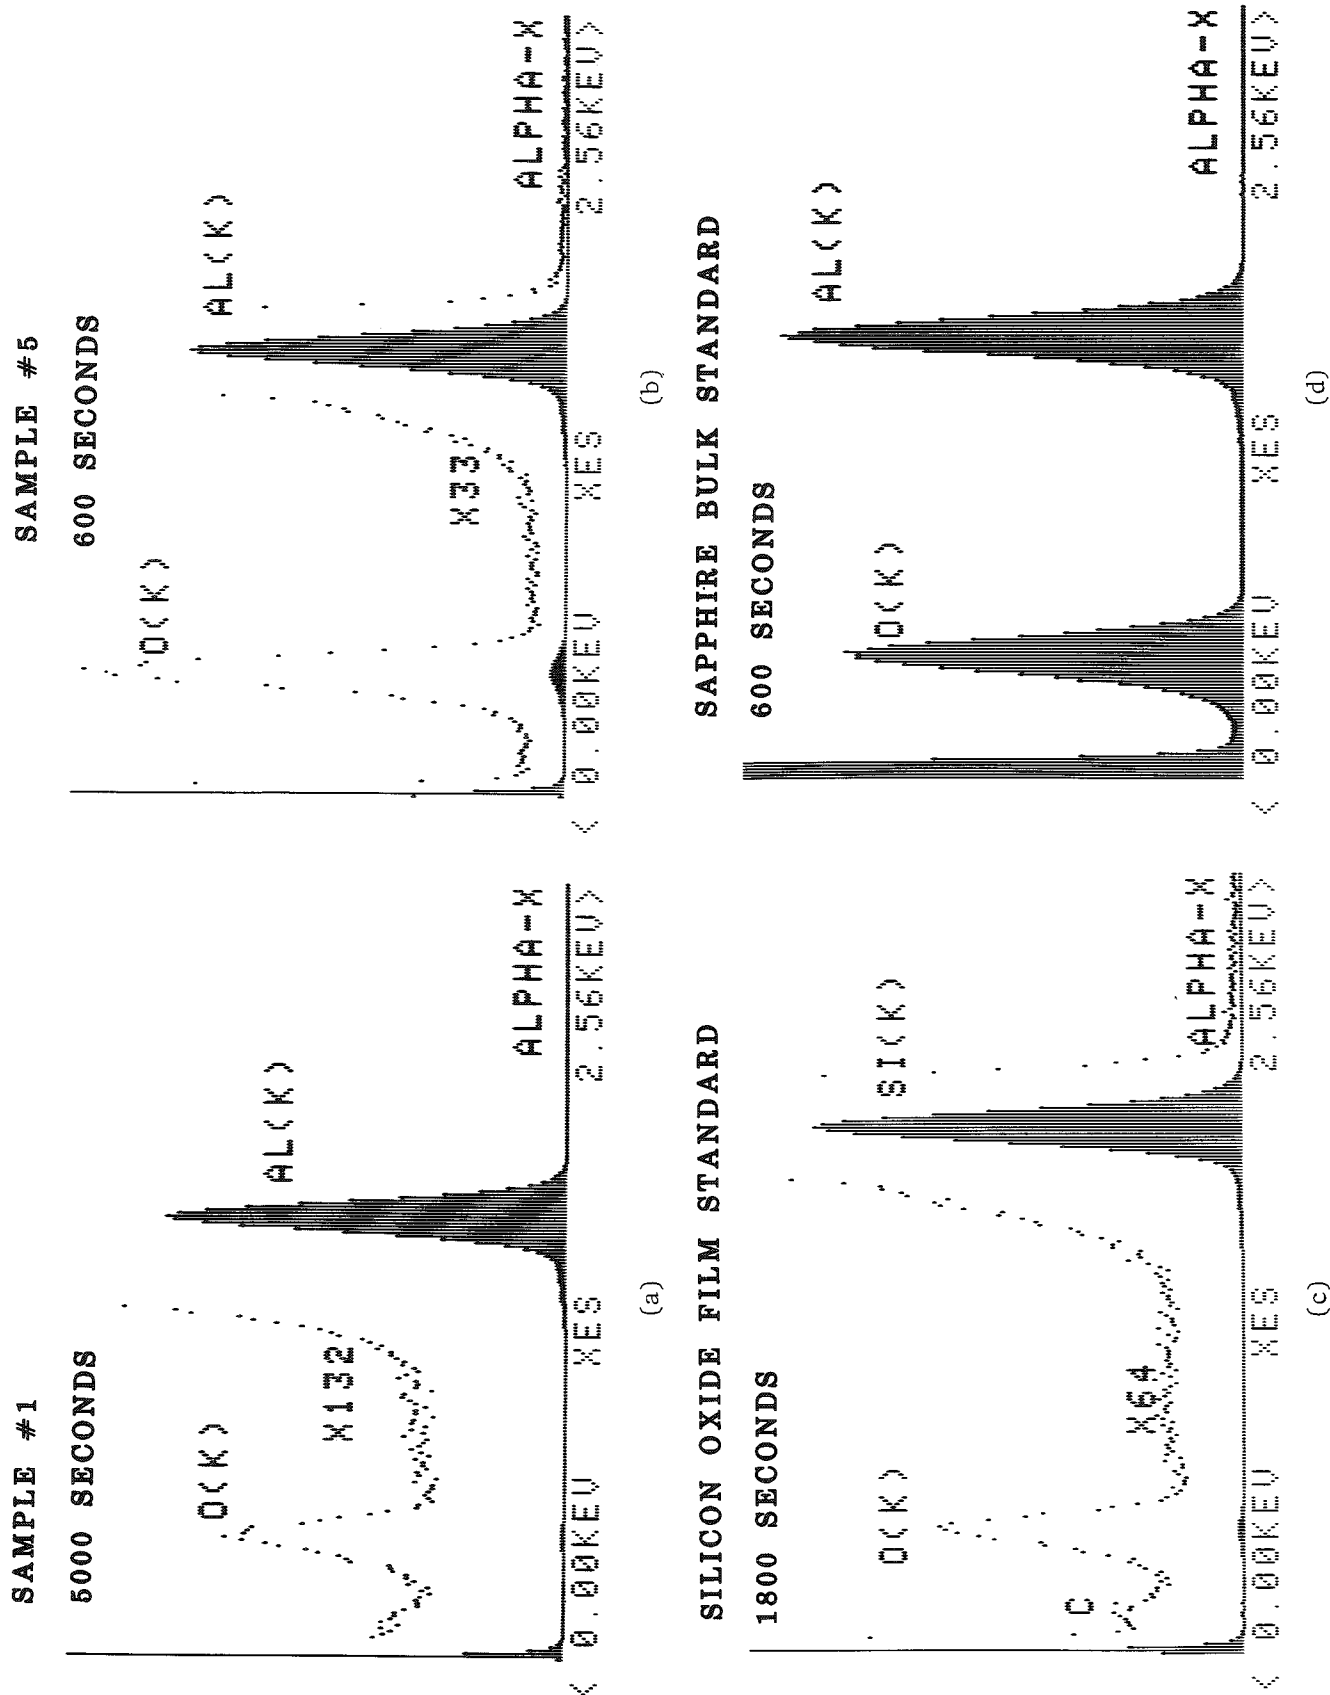 SAMPLE #1
5000 SECONDS
O(K)
X132
AL(K)
ALPHA-X
< 0.00KEV XES 2.56KEV>
(a)
SAMPLE #5
600 SECONDS
O(K)
X33
AL(K)
ALPHA-X
< 0.00KEV XES 2.56KEV>
(b)
SILICON OXIDE FILM STANDARD
1800 SECONDS
C
O(K)
X64
SI(K)
ALPHA-X
< 0.00KEV XES 2.56KEV>
(c)
SAPPHIRE BULK STANDARD
600 SECONDS
O(K)
AL(K)
ALPHA-X
< 0.00KEV XES 2.56KEV>
(d)